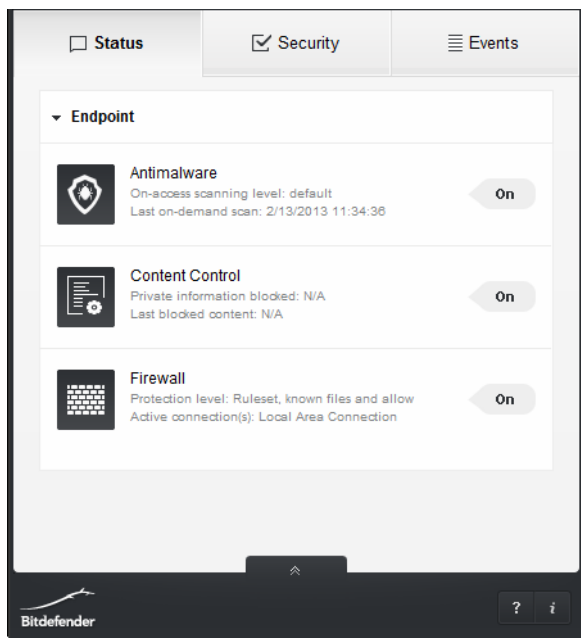 Status
Security
Events
Endpoint
Antimalware
On-access scanning level: default
Last on-demand scan: 2/13/2013 11:34:36
On
Content Control
Private information blocked: N/A
Last blocked content: N/A
On
Firewall
Protection level: Ruleset, known files and allow
Active connection(s): Local Area Connection
On
Bitdefender
? i